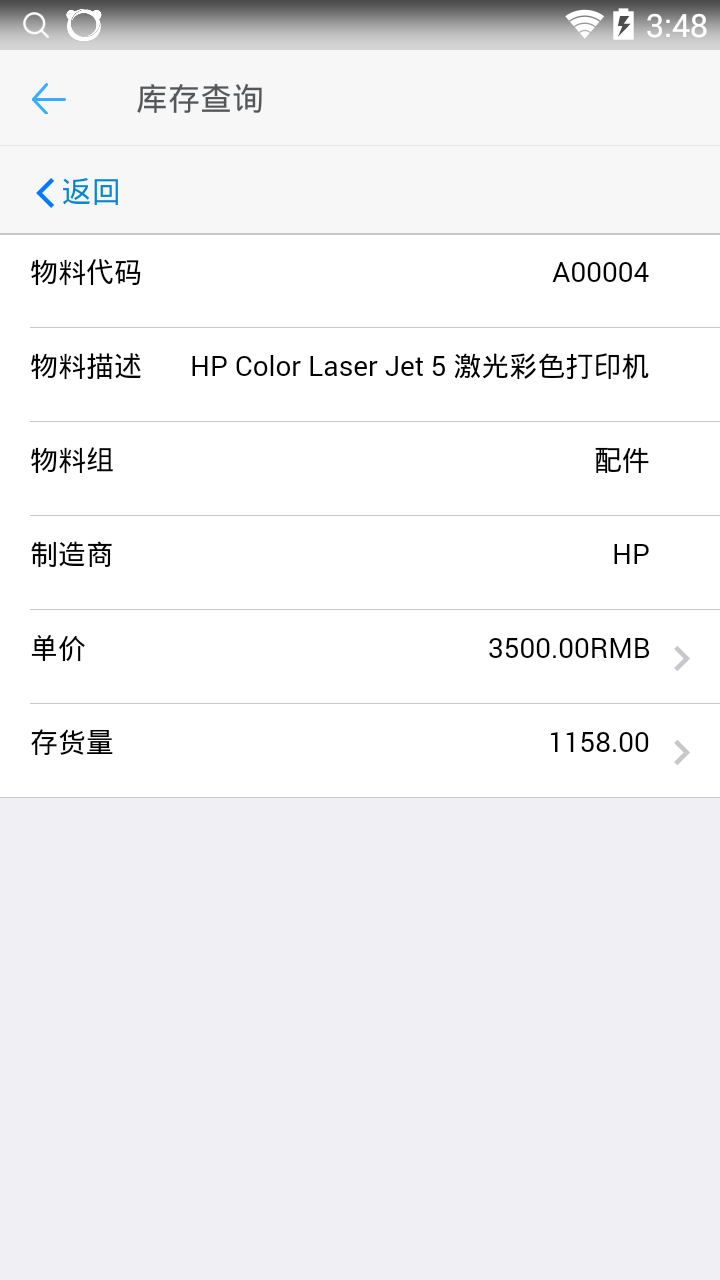 3:48
库存查询
返回
物料代码 A00004
物料描述 HP Color Laser Jet 5 激光彩色打印机
物料组 配件
制造商 HP
单价 3500.00RMB
存货量 1158.00